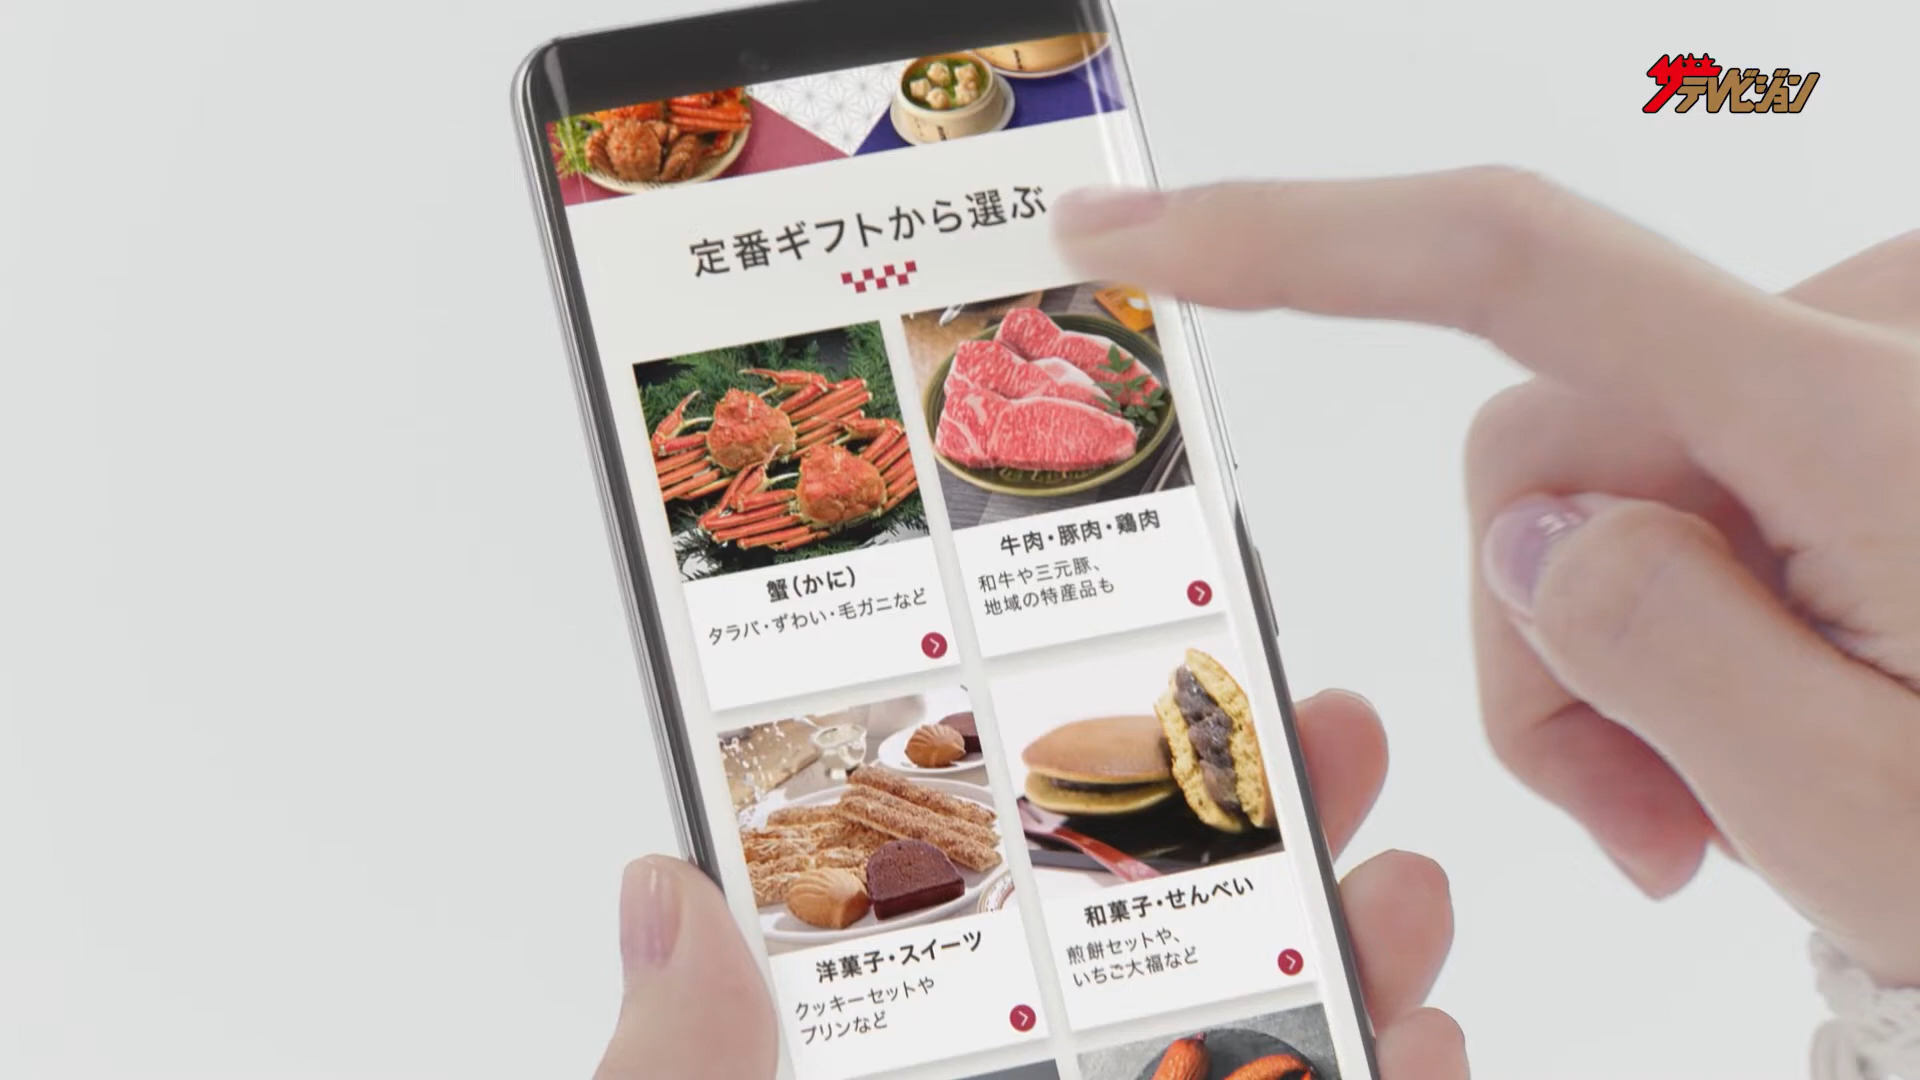 ザテレビジョン
定番ギフトから選ぶ
蟹(かに)
タラバ・ずわい・毛ガニなど
牛肉・豚肉・鶏肉
和牛や三元豚、
地域の特産品も
洋菓子・スイーツ
クッキーセットや
プリンなど
和菓子・せんべい
煎餅セットや、
いちご大福など